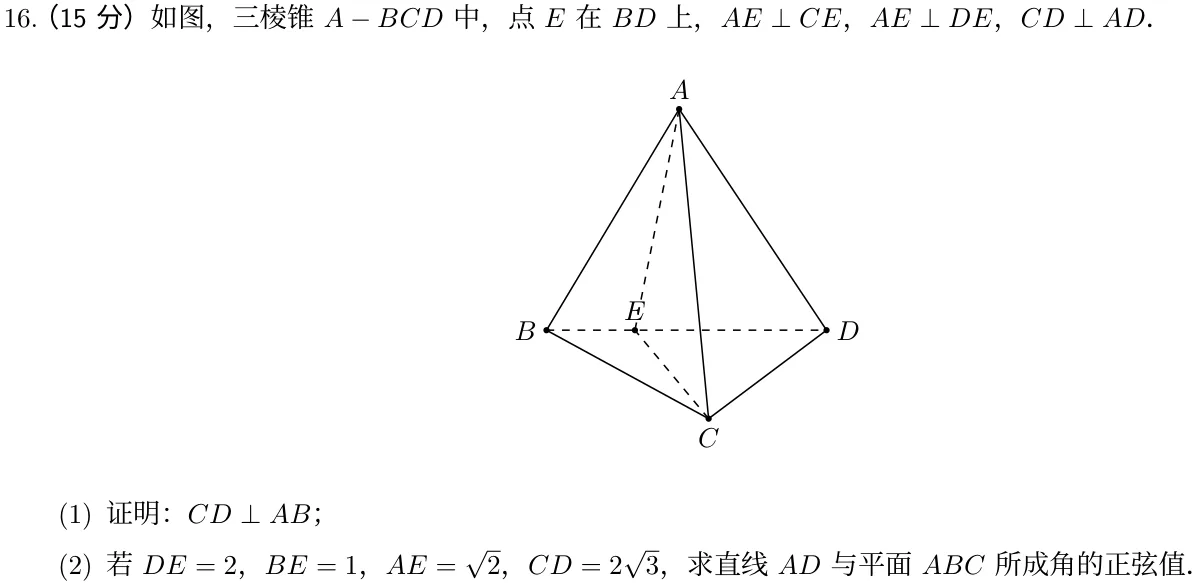 16.（15 分）如图，三棱锥 A − BCD 中，点 E 在 BD 上，AE ⊥ CE，AE ⊥ DE，CD ⊥ AD.
A
B
E
D
C
(1) 证明：CD ⊥ AB；
(2) 若 DE = 2，BE = 1，AE = √2，CD = 2√3，求直线 AD 与平面 ABC 所成角的正弦值.